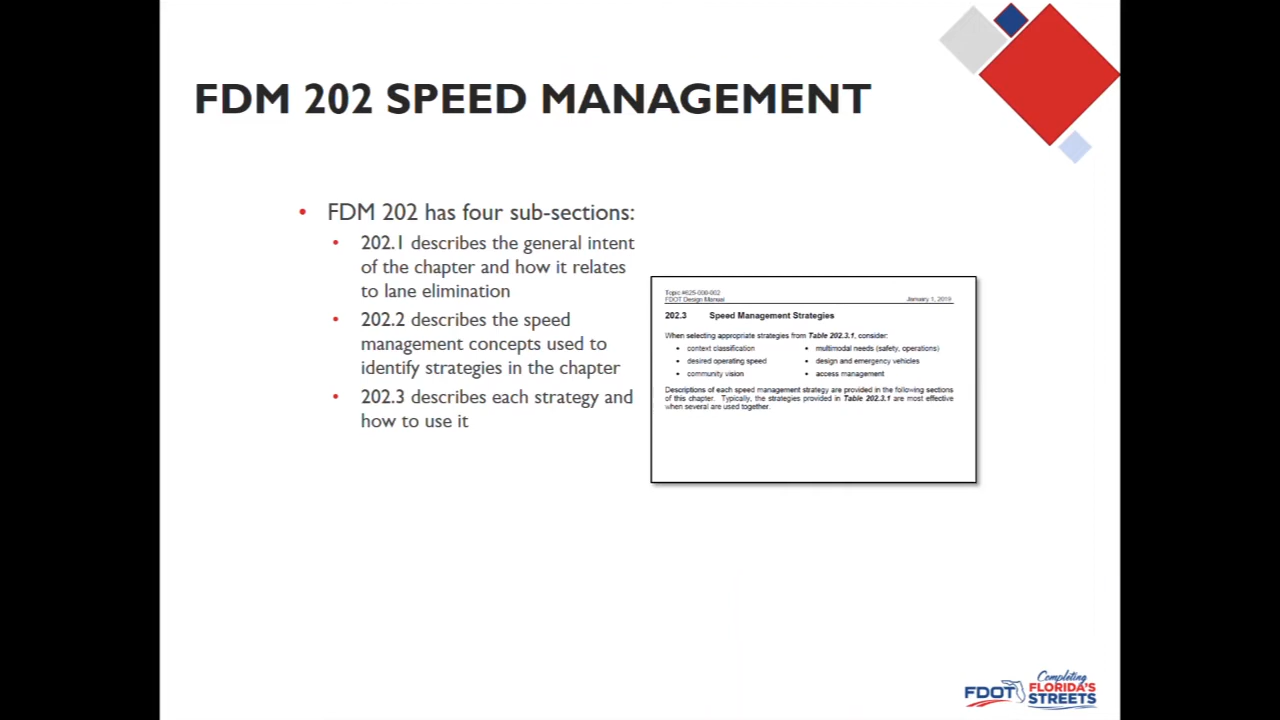 FDM 202 SPEED MANAGEMENT
• FDM 202 has four sub-sections:
• 202.1 describes the general intent
of the chapter and how it relates
to lane elimination
• 202.2 describes the speed
management concepts used to
identify strategies in the chapter
• 202.3 describes each strategy and
how to use it
Topic #625-000-002
FDOT Design Manual January 1, 2019
202.3 Speed Management Strategies
When selecting appropriate strategies from Table 202.3.1, consider:
• context classification • multimodal needs (safety, operations)
• desired operating speed • design and emergency vehicles
• community vision • access management
Descriptions of each speed management strategy are provided in the following sections
of this chapter. Typically, the strategies provided in Table 202.3.1 are most effective
when several are used together.
FDOT Completing
FLORIDA'S
STREETS